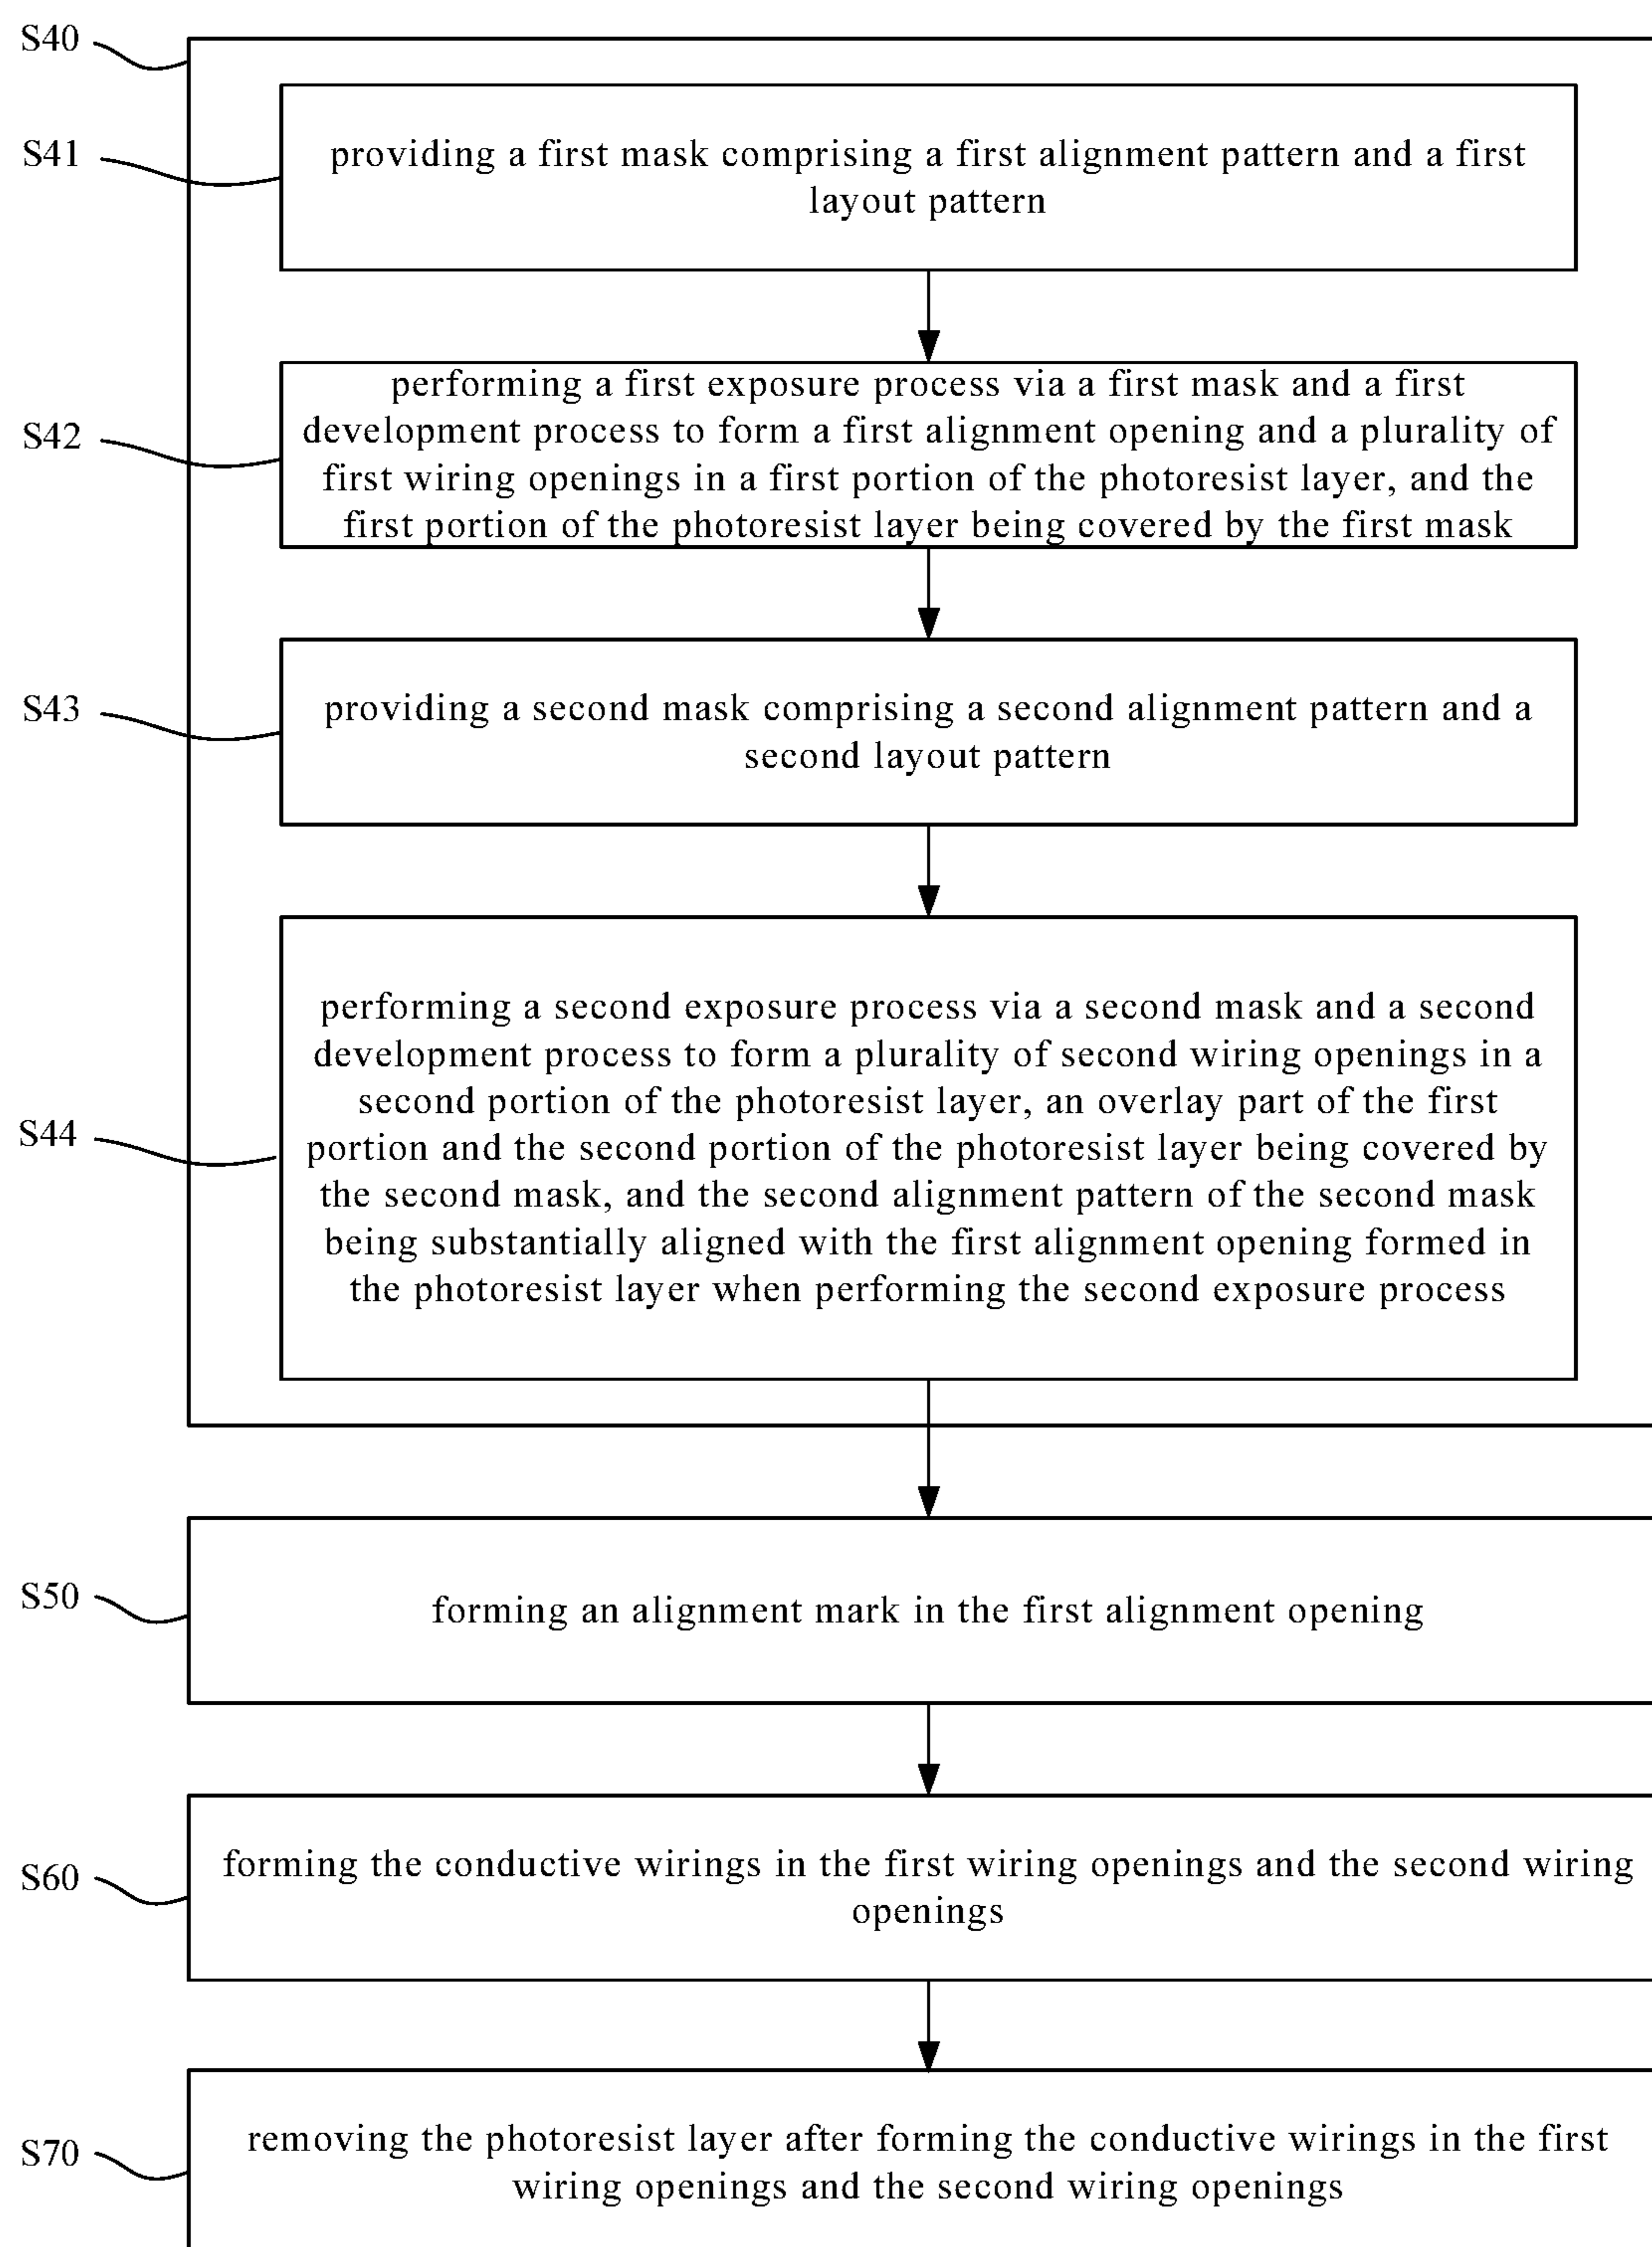 S40
S41
providing a first mask comprising a first alignment pattern and a first
layout pattern
S42
performing a first exposure process via a first mask and a first
development process to form a first alignment opening and a plurality of
first wiring openings in a first portion of the photoresist layer, and the
first portion of the photoresist layer being covered by the first mask
S43
providing a second mask comprising a second alignment pattern and a
second layout pattern
S44
performing a second exposure process via a second mask and a second
development process to form a plurality of second wiring openings in a
second portion of the photoresist layer, an overlay part of the first
portion and the second portion of the photoresist layer being covered by
the second mask, and the second alignment pattern of the second mask
being substantially aligned with the first alignment opening formed in
the photoresist layer when performing the second exposure process
S50
forming an alignment mark in the first alignment opening
S60
forming the conductive wirings in the first wiring openings and the second wiring
openings
S70
removing the photoresist layer after forming the conductive wirings in the first
wiring openings and the second wiring openings